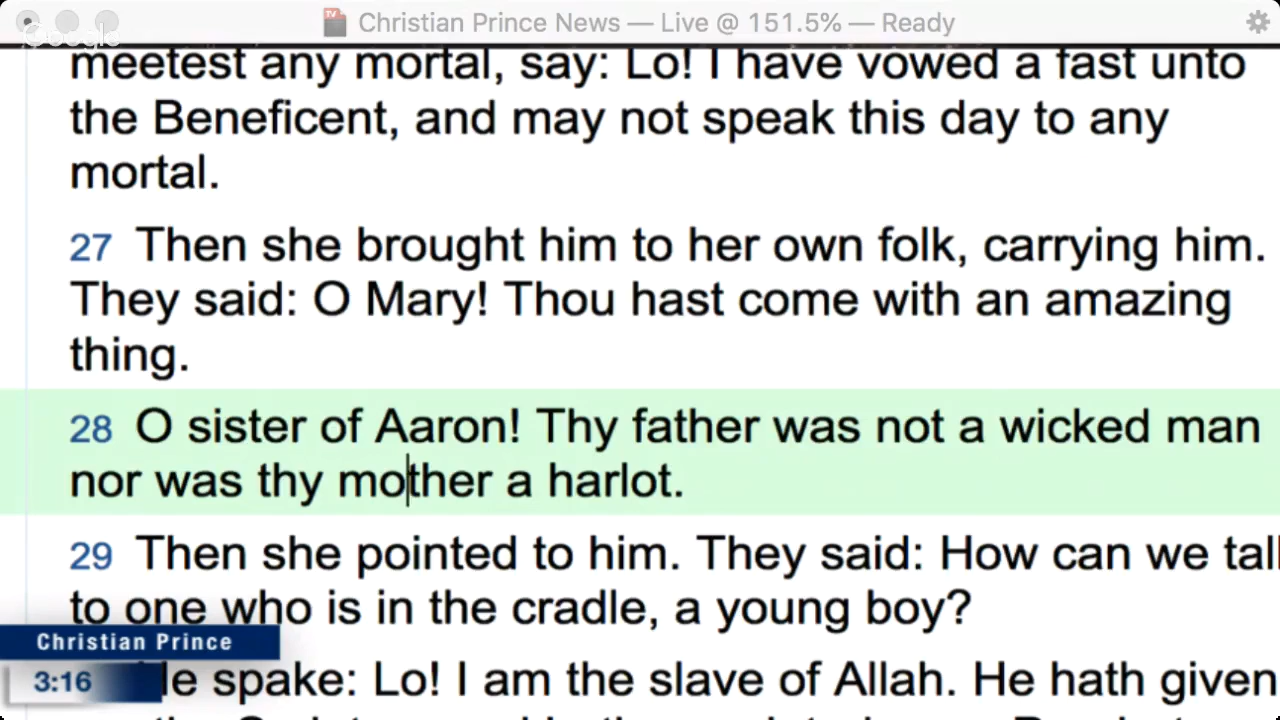 Christian Prince News — Live @ 151.5% — Ready
Google
meetest any mortal, say: Lo! I have vowed a fast unto
the Beneficent, and may not speak this day to any
mortal.
27 Then she brought him to her own folk, carrying him.
They said: O Mary! Thou hast come with an amazing
thing.
28 O sister of Aaron! Thy father was not a wicked man
nor was thy mother a harlot.
29 Then she pointed to him. They said: How can we tal
to one who is in the cradle, a young boy?
Christian Prince
3:16
He spake: Lo! I am the slave of Allah. He hath given